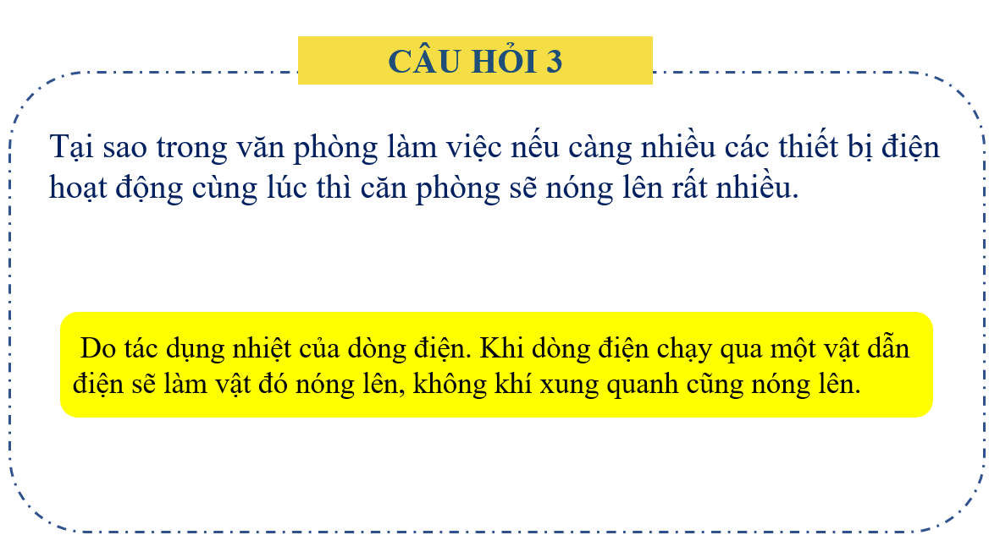 CÂU HỎI 3
Tại sao trong văn phòng làm việc nếu càng nhiều các thiết bị điện
hoạt động cùng lúc thì căn phòng sẽ nóng lên rất nhiều.
Do tác dụng nhiệt của dòng điện. Khi dòng điện chạy qua một vật dẫn
điện sẽ làm vật đó nóng lên, không khí xung quanh cũng nóng lên.